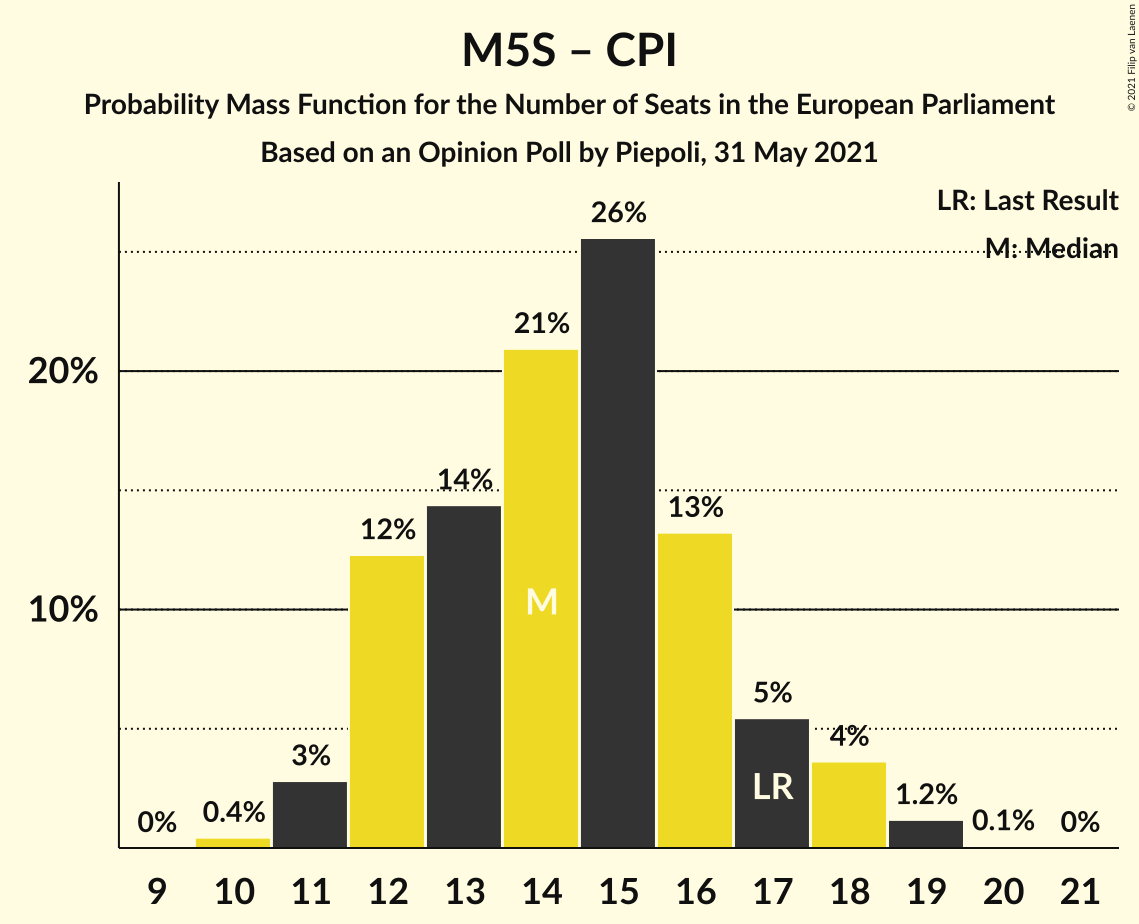 M5S – CPI
Probability Mass Function for the Number of Seats in the European Parliament
Based on an Opinion Poll by Piepoli, 31 May 2021
© 2021 Filip van Laenen
LR: Last Result
M: Median
26%
21%
20%
14%
13%
12%
M
10%
5%
4%
3%
LR
1.2%
0.4%
0.1%
0%
0%
9 10 11 12 13 14 15 16 17 18 19 20 21